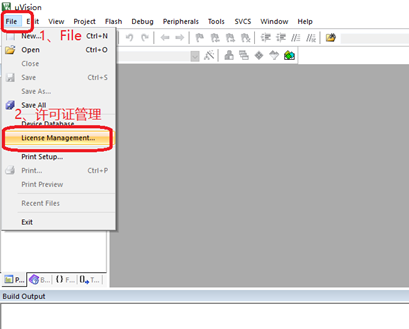 µVision
File Edit View Project Flash Debug Peripherals Tools SVCS Window Help
1、File
New... Ctrl+N
Open Ctrl+O
Close
Save Ctrl+S
Save As...
Save All
2、许可证管理
Device Database...
License Management...
Print Setup...
Print... Ctrl+P
Print Preview
Recent Files
Exit
P... B... {} F... 0 T...
Build Output